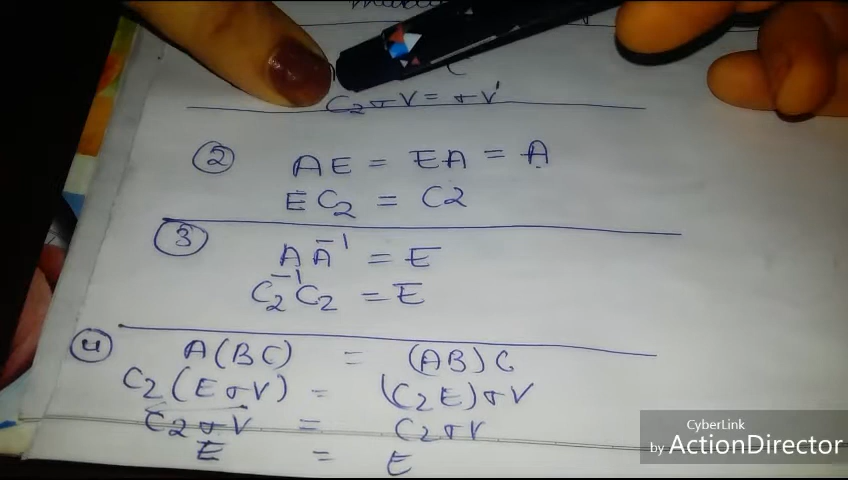 C
C₂σV = σV'
② AE = EA = A
EC₂ = C2
③ AA⁻¹ = E
C₂⁻¹C₂ = E
④ A(BC) = (AB)C
C₂(EσV) = (C₂E)σV
C₂σV = C₂σV
E = E
CyberLink
by ActionDirector